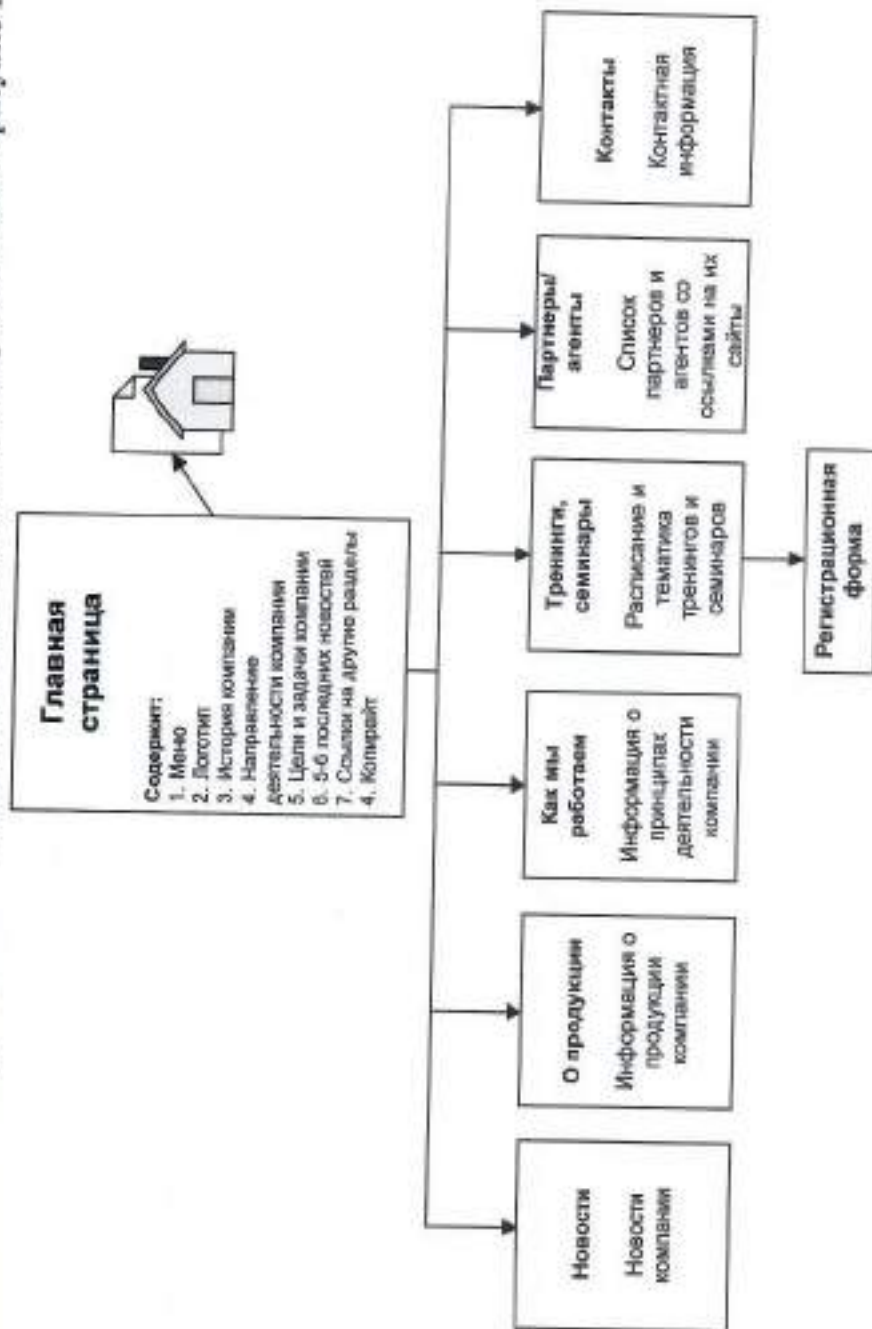 Главная
страница
Содержит:
1. Меню
2. Логотип
3. История компании
4. Направление
деятельности компании
5. Цели и задачи компании
6. 5-6 последних новостей
7. Ссылки на другие разделы
4. Копирайт
Новости
Новости
компании
О продукции
Информация о
продукции
компании
Как мы
работаем
Информация о
принципах
деятельности
компании
Тренинги,
семинары
Расписание и
тематика
тренингов и
семинаров
Партнеры/
агенты
Список
партнеров и
агентов со
ссылками на их
сайты
Контакты
Контактная
информация
Регистрационная
форма